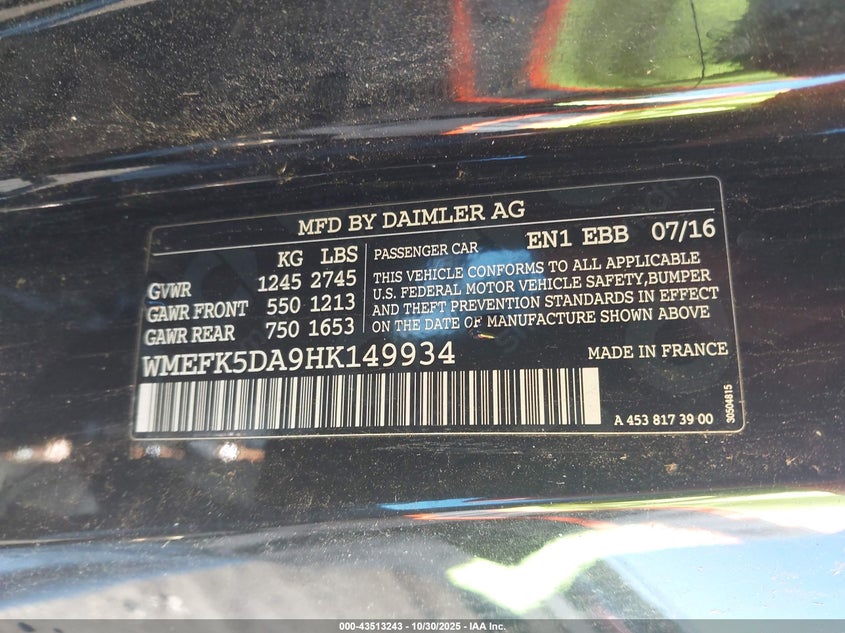 MFD BY DAIMLER AG
KG LBS
GVWR 1245 2745
GAWR FRONT 550 1213
GAWR REAR 750 1653
PASSENGER CAR EN1 EBB 07/16
THIS VEHICLE CONFORMS TO ALL APPLICABLE
U.S. FEDERAL MOTOR VEHICLE SAFETY,BUMPER
AND THEFT PREVENTION STANDARDS IN EFFECT
ON THE DATE OF MANUFACTURE SHOWN ABOVE
WMEFK5DA9HK149934 MADE IN FRANCE
A 453 817 39 00
30504815
000-43513243 - 10/30/2025 - IAA Inc.